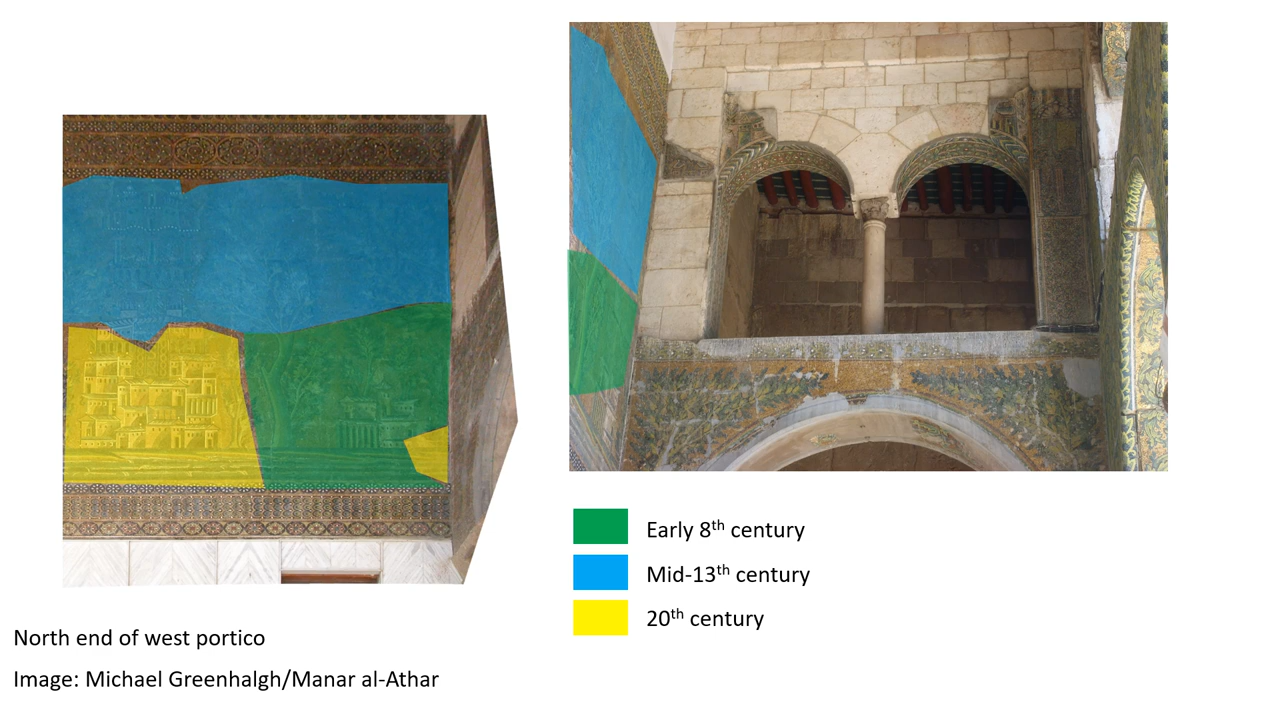 Early 8th century
Mid-13th century
20th century
North end of west portico
Image: Michael Greenhalgh/Manar al-Athar